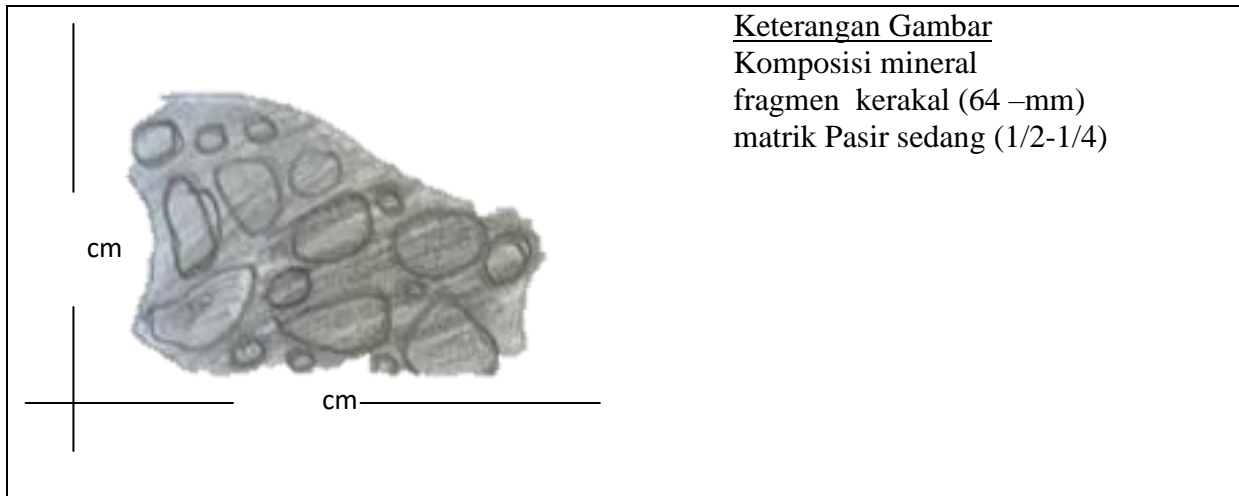 Keterangan Gambar
Komposisi mineral
fragmen kerakal (64 –mm)
matrik Pasir sedang (1/2-1/4)
cm
cm